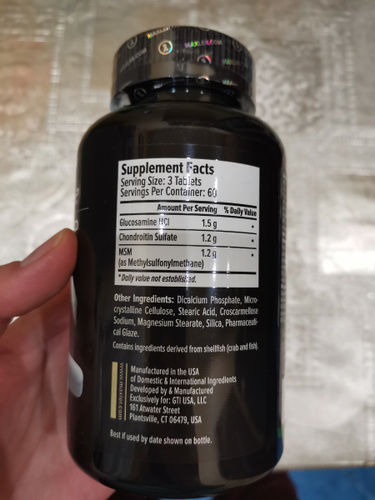 MAXLER.COM
Supplement Facts
Serving Size: 3 Tablets
Servings Per Container: 60
Amount Per Serving % Daily Value
Glucosamine HCl 1.5 g *
Chondroitin Sulfate 1.2 g *
MSM 1.2 g *
(as Methylsulfonylmethane)
* Daily value not established.
Other Ingredients: Dicalcium Phosphate, Micro-
crystalline Cellulose, Stearic Acid, Croscarmellose
Sodium, Magnesium Stearate, Silica, Pharmaceuti-
cal Glaze.
Contains ingredients derived from shellfish (crab and fish).
Manufactured in the USA
of Domestic & International Ingredients
Developed by & Manufactured
Exclusively for: GTI USA, LLC
161 Atwater Street
Plantsville, CT 06479, USA
Best if used by date shown on bottle.